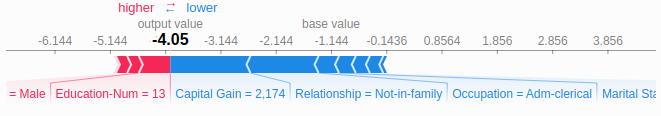 higher ⇄ lower
output value base value
-6.144 -5.144 -4.05 -3.144 -2.144 -1.144 -0.1436 0.8564 1.856 2.856 3.856
= Male Education-Num = 13 Capital Gain = 2,174 Relationship = Not-in-family Occupation = Adm-clerical Marital Sta